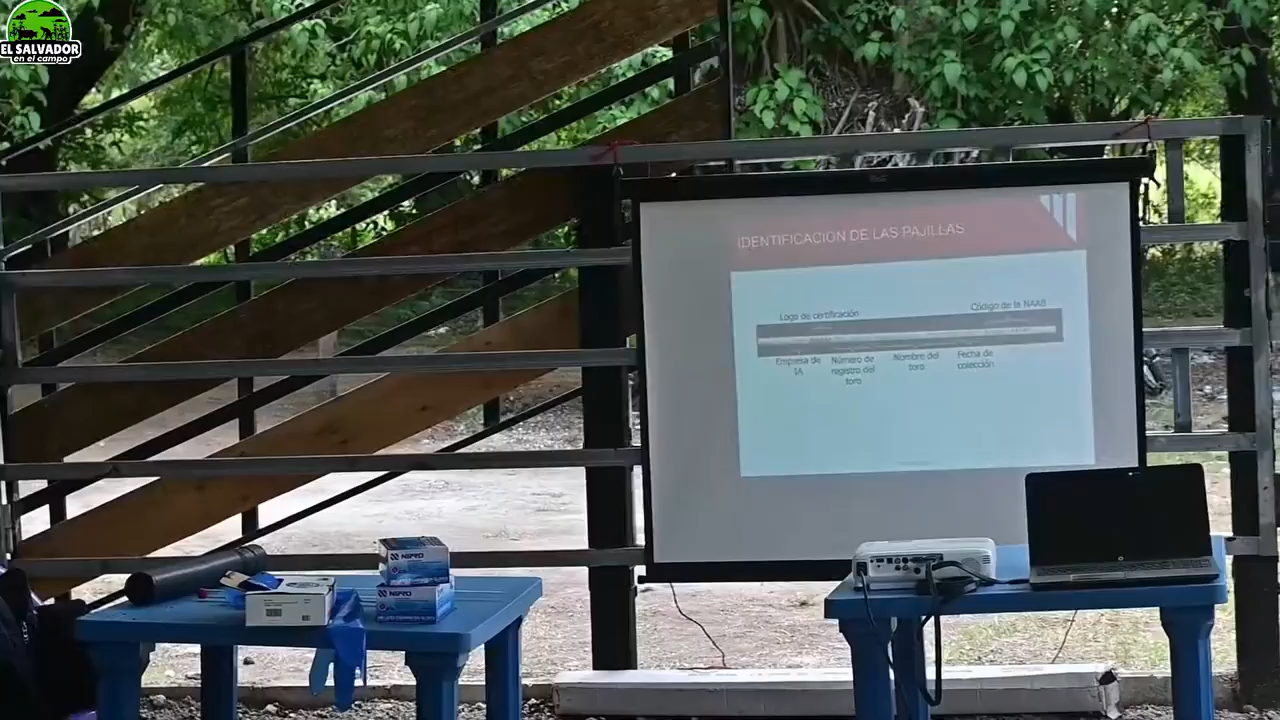 EL SALVADOR
en el campo
IDENTIFICACION DE LAS PAJILLAS
Logo de certificación
Código de la NAAB
Empresa de
IA
Número de
registro del
toro
Nombre del
toro
Fecha de
colección
NIPRO
NIPRO